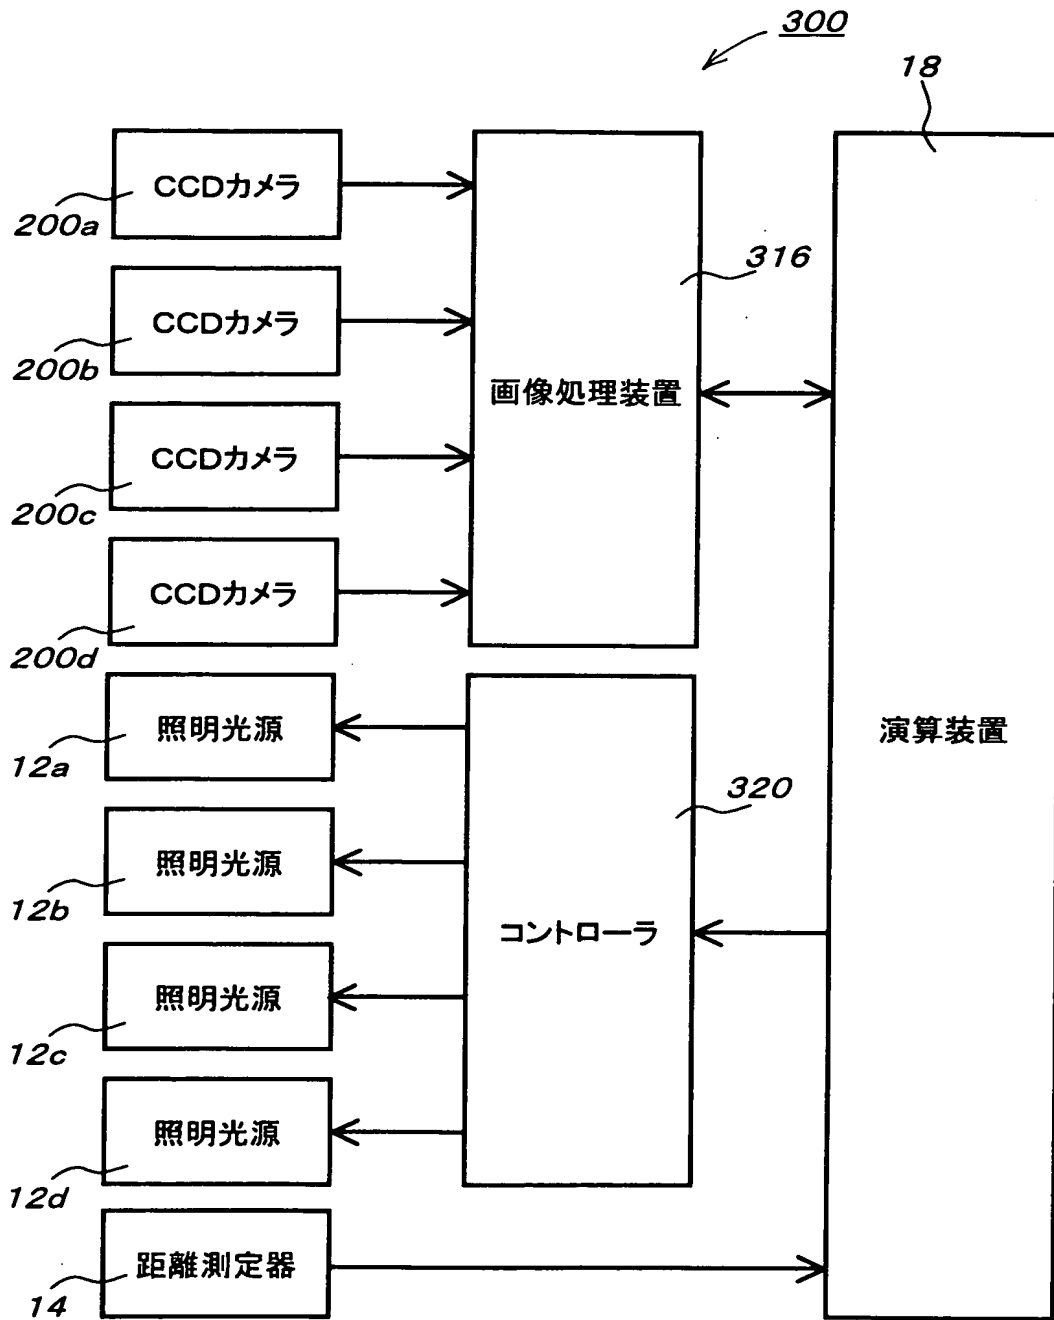 300
18
CCDカメラ
200a
316
CCDカメラ
200b
画像処理装置
CCDカメラ
200c
CCDカメラ
200d
照明光源
12a
演算装置
320
照明光源
12b
コントローラ
照明光源
12c
照明光源
12d
距離測定器
14